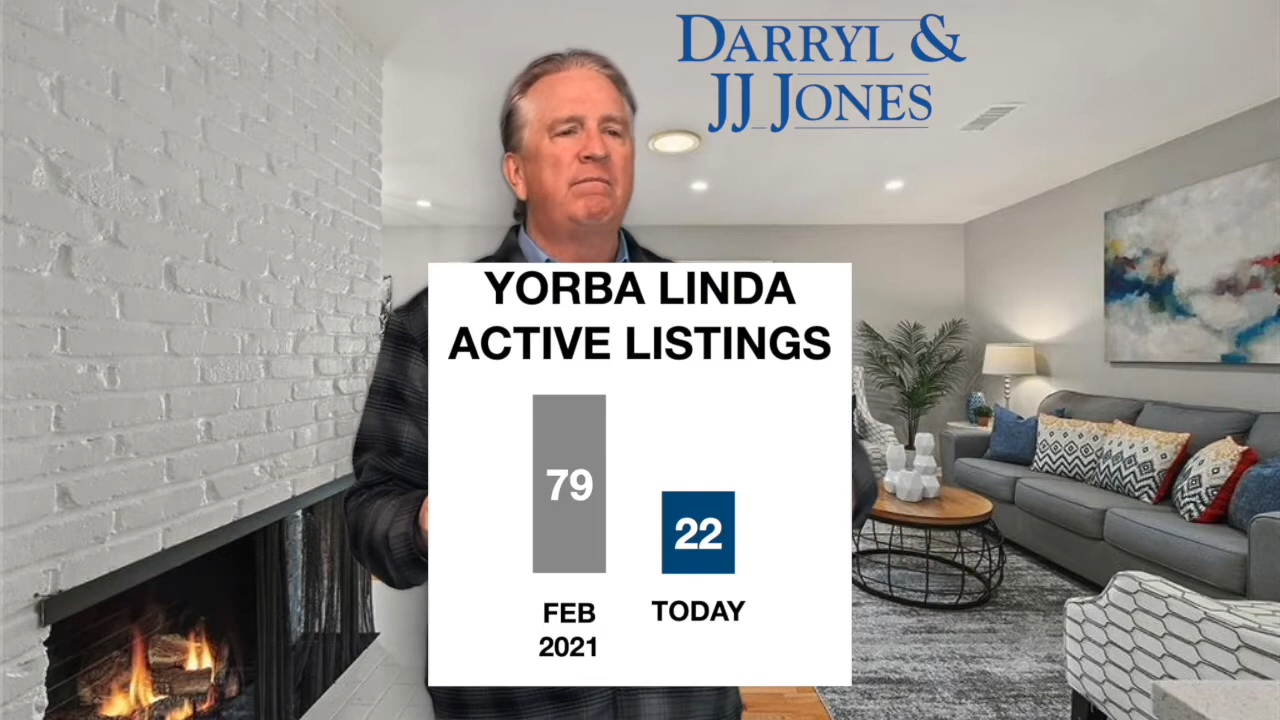 DARRYL &
JJ JONES
YORBA LINDA
ACTIVE LISTINGS
79
22
FEB
2021
TODAY